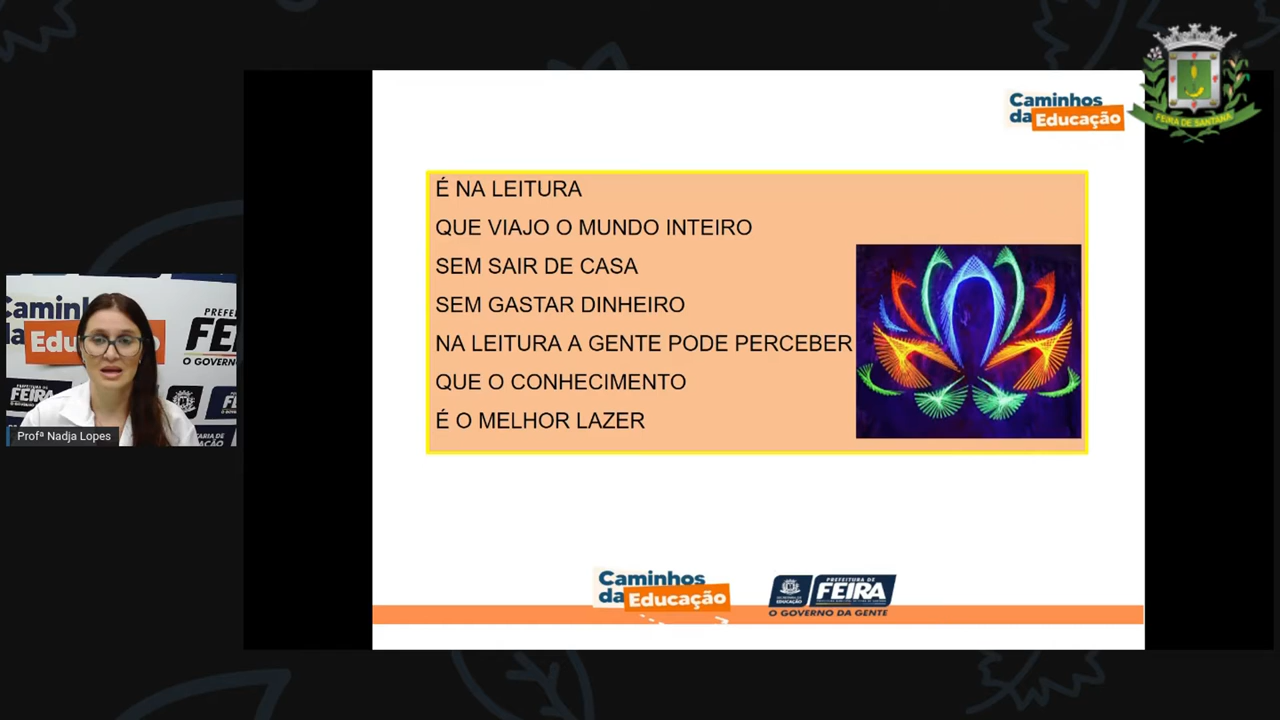 Caminhos
da Educação
FEIRA DE SANTANA
É NA LEITURA
QUE VIAJO O MUNDO INTEIRO
SEM SAIR DE CASA
SEM GASTAR DINHEIRO
NA LEITURA A GENTE PODE PERCEBER
QUE O CONHECIMENTO
É O MELHOR LAZER
Profª Nadja Lopes
Caminhos
da Educação
PREFEITURA DE
FEIRA
O GOVERNO DA GENTE